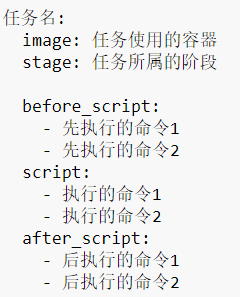 任务名:
  image: 任务使用的容器
  stage: 任务所属的阶段

  before_script:
    - 先执行的命令1
    - 先执行的命令2
  script:
    - 执行的命令1
    - 执行的命令2
  after_script:
    - 后执行的命令1
    - 后执行的命令2